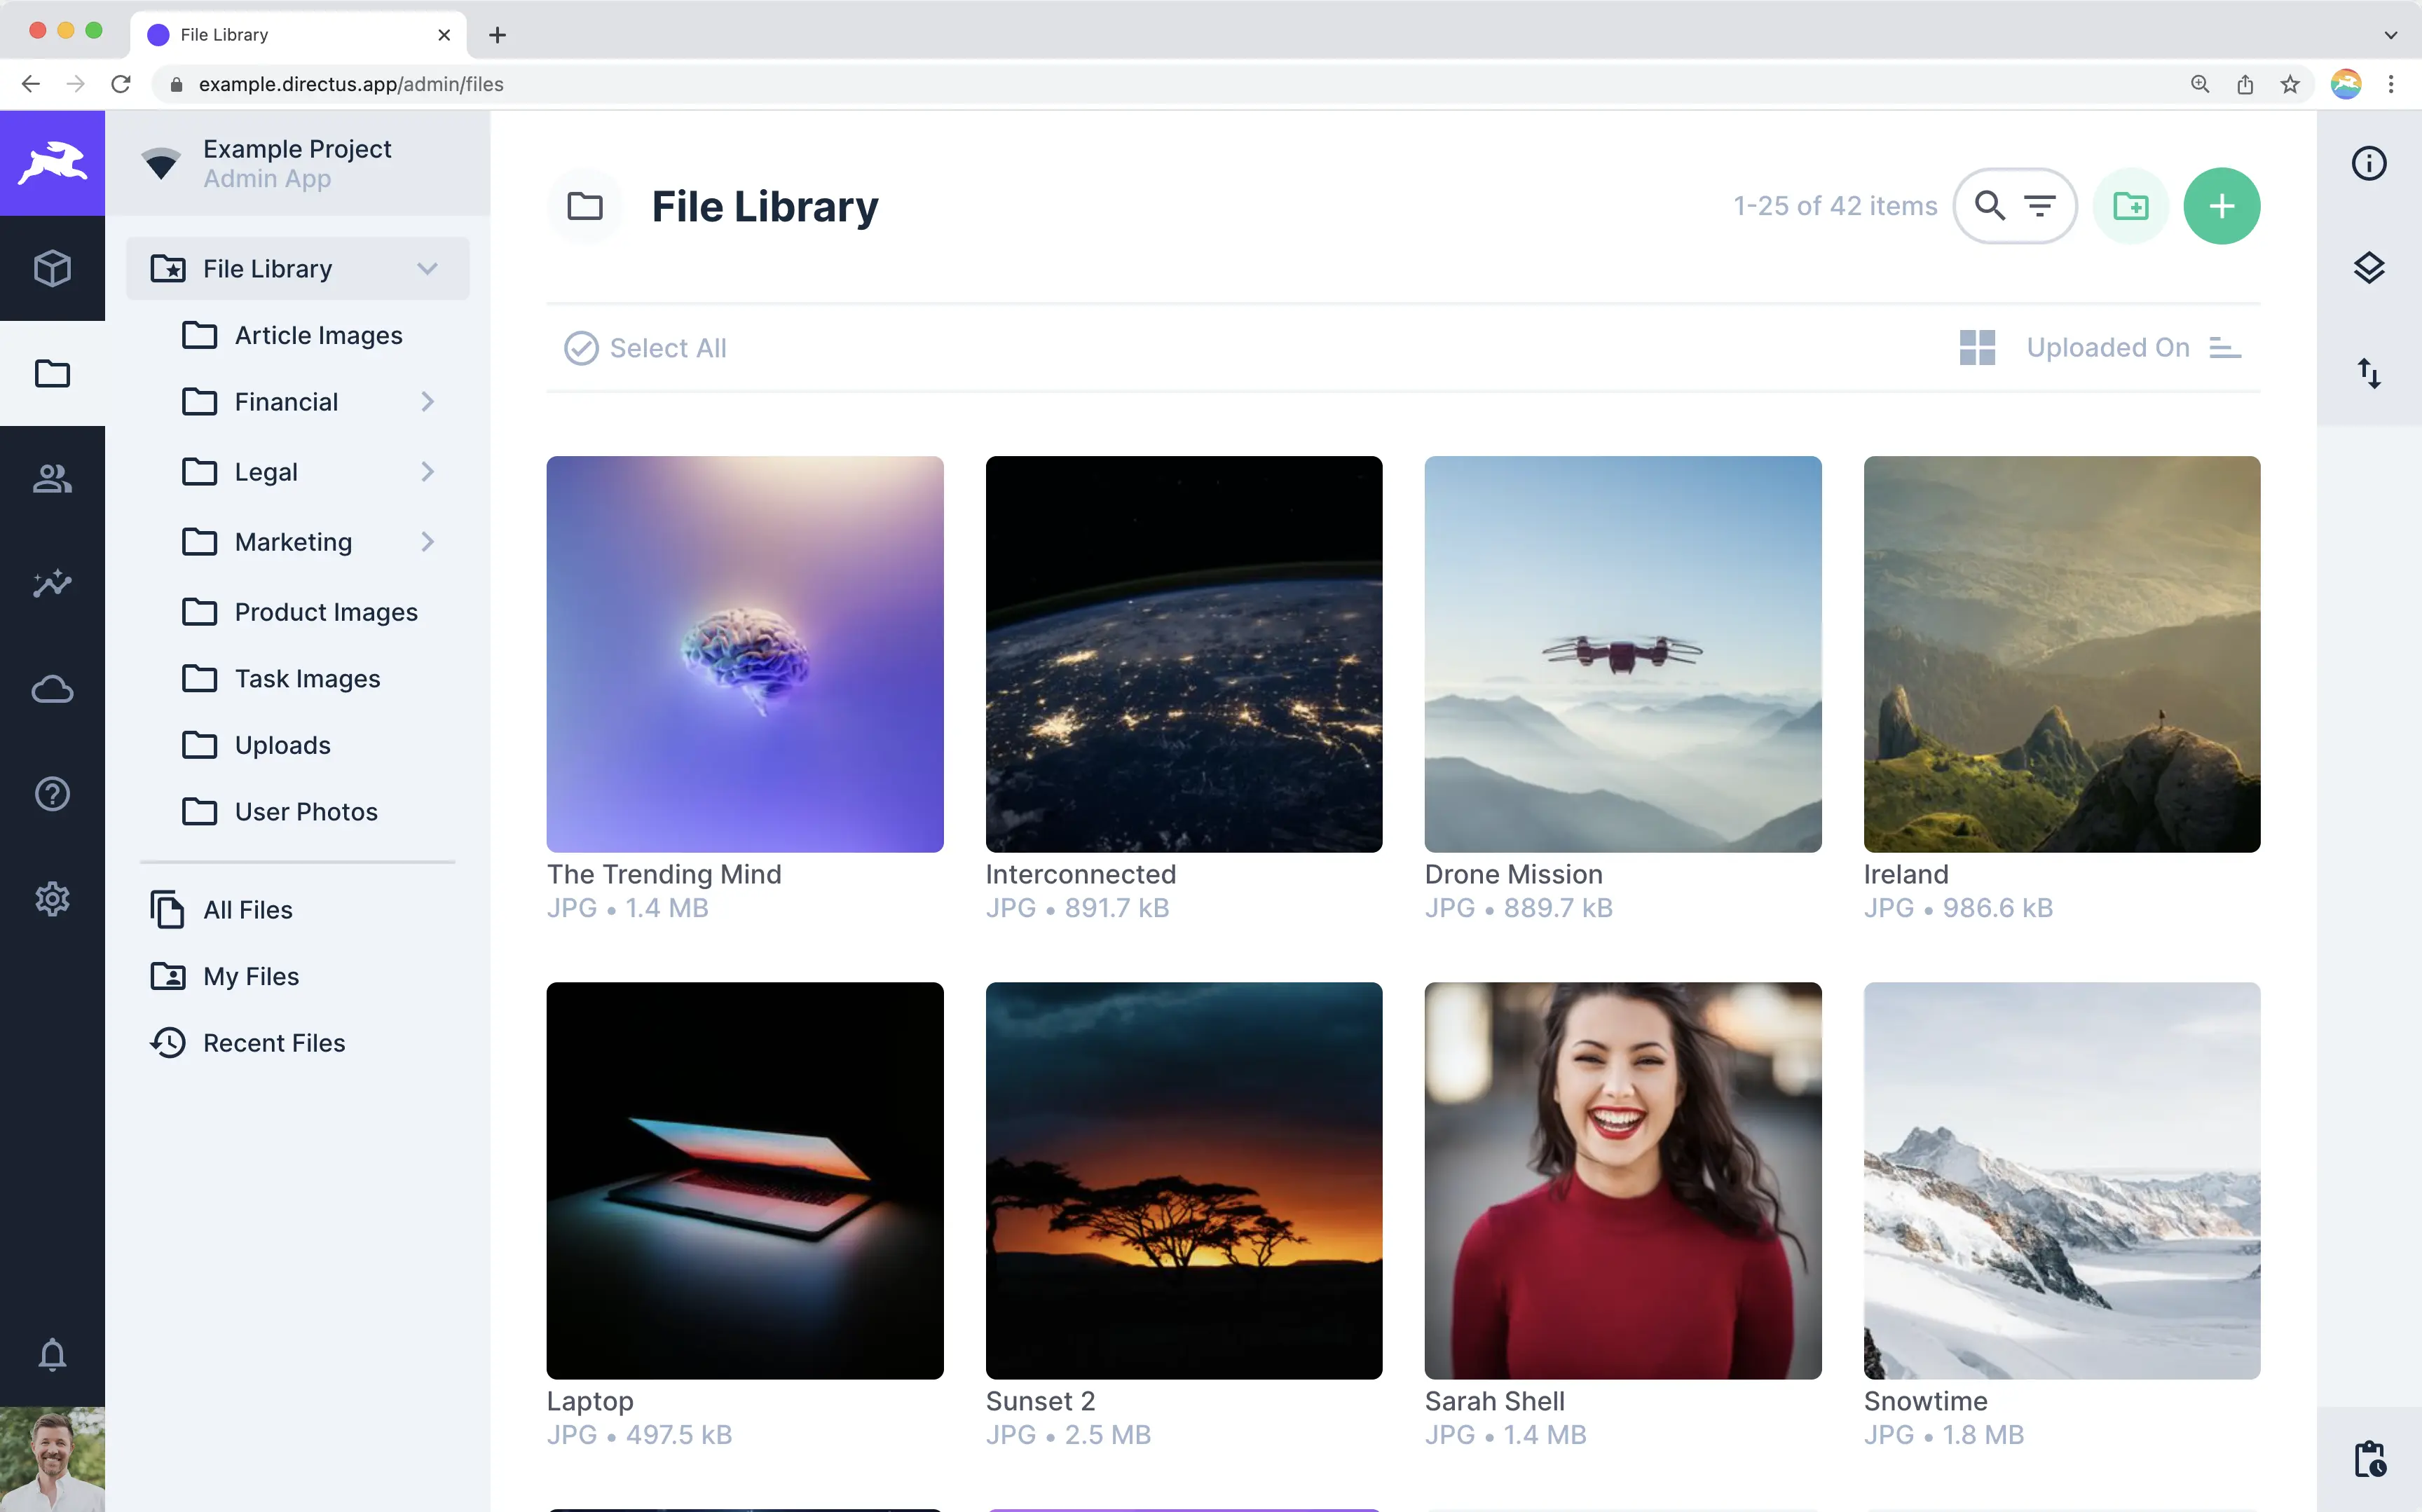 File Library
example.directus.app/admin/files
Example Project
Admin App
File Library
Article Images
Financial
Legal
Marketing
Product Images
Task Images
Uploads
User Photos
All Files
My Files
Recent Files
File Library
1-25 of 42 items
Select All
Uploaded On
The Trending Mind
JPG • 1.4 MB
Interconnected
JPG • 891.7 kB
Drone Mission
JPG • 889.7 kB
Ireland
JPG • 986.6 kB
Laptop
JPG • 497.5 kB
Sunset 2
JPG • 2.5 MB
Sarah Shell
JPG • 1.4 MB
Snowtime
JPG • 1.8 MB